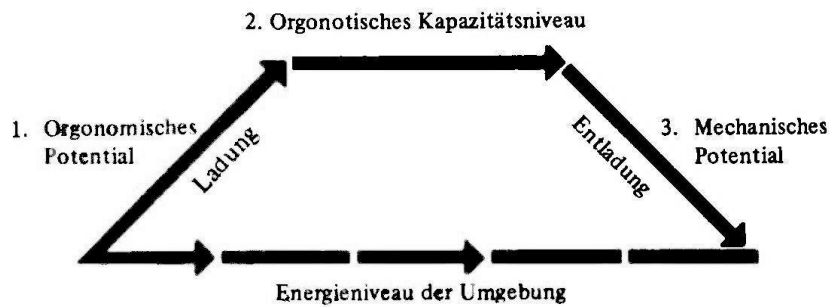 2. Orgonotisches Kapazitätsniveau
1. Orgonomisches
Potential
Ladung
Entladung
3. Mechanisches
Potential
Energieniveau der Umgebung